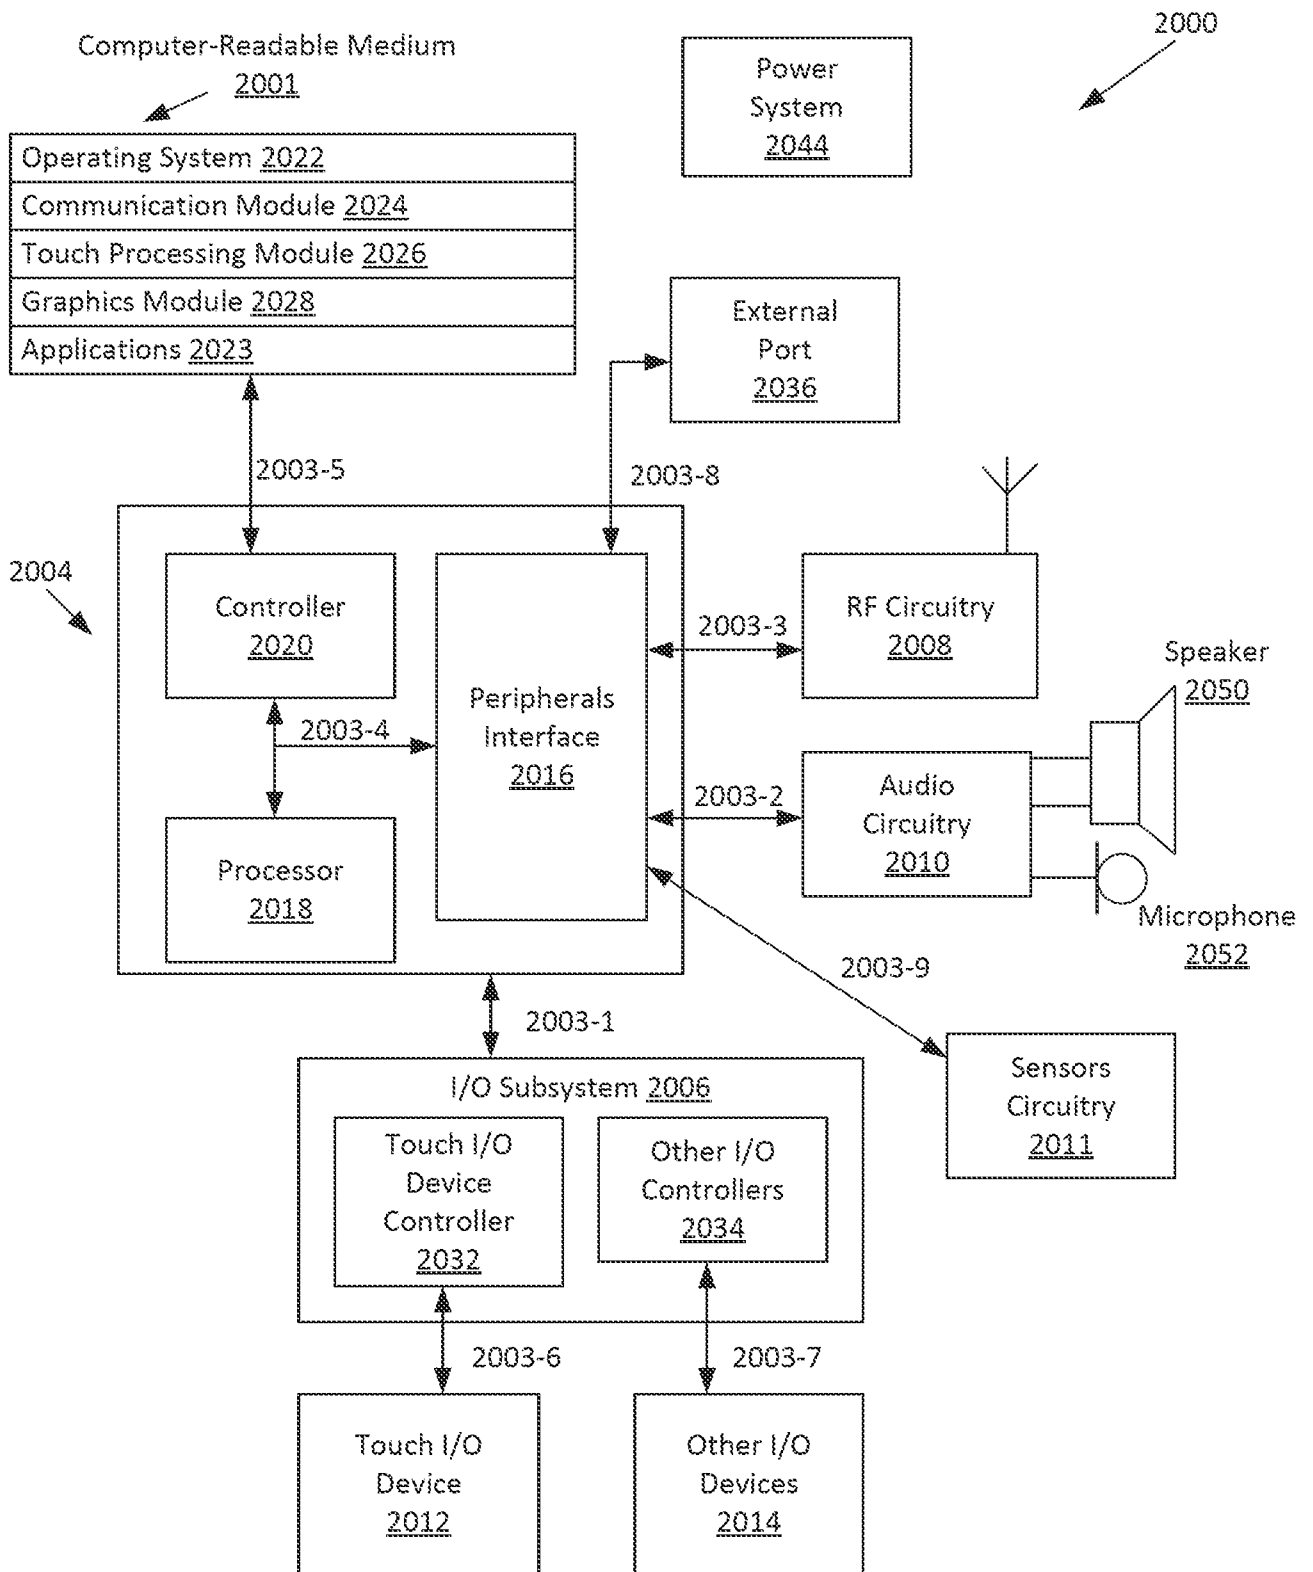 2000
Computer-Readable Medium
2001
Power
System
2044
Operating System 2022
Communication Module 2024
Touch Processing Module 2026
Graphics Module 2028
Applications 2023
External
Port
2036
2003-5
2003-8
2004
Controller
2020
RF Circuitry
2008
2003-3
Speaker
2050
Peripherals
Interface
2016
2003-4
2003-2
Audio
Circuitry
2010
Processor
2018
Microphone
2052
2003-9
2003-1
Sensors
Circuitry
2011
I/O Subsystem 2006
Touch I/O
Device
Controller
2032
Other I/O
Controllers
2034
2003-6
2003-7
Touch I/O
Device
2012
Other I/O
Devices
2014